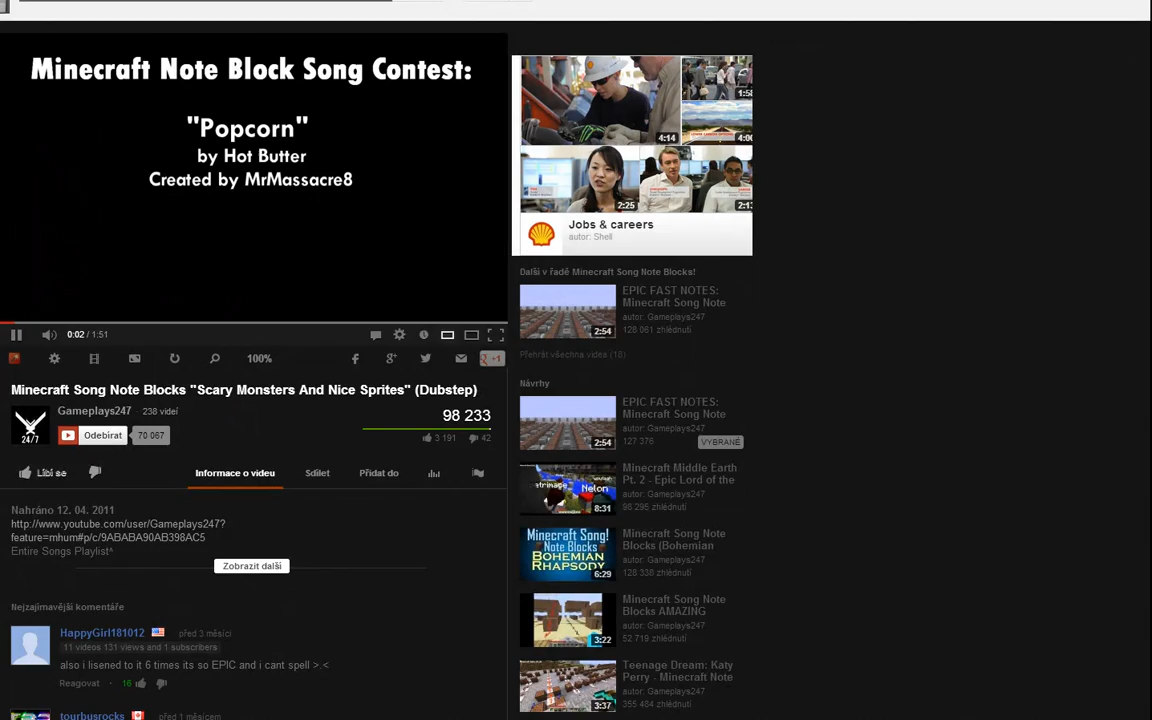 Minecraft Note Block Song Contest:
"Popcorn"
by Hot Butter
Created by MrMassacre8
0:02 / 1:51
100%
+1
Minecraft Song Note Blocks "Scary Monsters And Nice Sprites" (Dubstep)
Gameplays247 · 238 videí
24/7
Odebírat
70 067
98 233
3 191
42
Líbí se
Informace o videu
Sdílet
Přidat do
Nahráno 12. 04. 2011
http://www.youtube.com/user/Gameplays247?
feature=mhum#p/c/9ABABA90AB398AC5
Entire Songs Playlist^
Zobrazit další
Nejzajímavější komentáře
HappyGirl181012
před 3 měsíci
11 videos 131 views and 1 subscribers
also i lisened to it 6 times its so EPIC and i cant spell >.<
Reagovat · 16
tourbusrocks
před 1 měsícem
4:14
1:58
4:00
2:25
2:13
Jobs & careers
autor: Shell
Další v řadě Minecraft Song Note Blocks!
EPIC FAST NOTES:
Minecraft Song Note
autor: Gameplays247
128 061 zhlédnutí
2:54
Přehrát všechna videa (18)
Návrhy
EPIC FAST NOTES:
Minecraft Song Note
autor: Gameplays247
127 376
VYBRANÉ
2:54
Minecraft Middle Earth
Pt. 2 - Epic Lord of the
autor: Gameplays247
98 295 zhlédnutí
Nelon
8:31
Minecraft Song Note
Blocks (Bohemian
autor: Gameplays247
128 338 zhlédnutí
Minecraft Song!
Note Blocks
BOHEMIAN
RHAPSODY
6:29
Minecraft Song Note
Blocks AMAZING
autor: Gameplays247
52 719 zhlédnutí
3:22
Teenage Dream: Katy
Perry - Minecraft Note
autor: Gameplays247
355 484 zhlédnutí
3:37